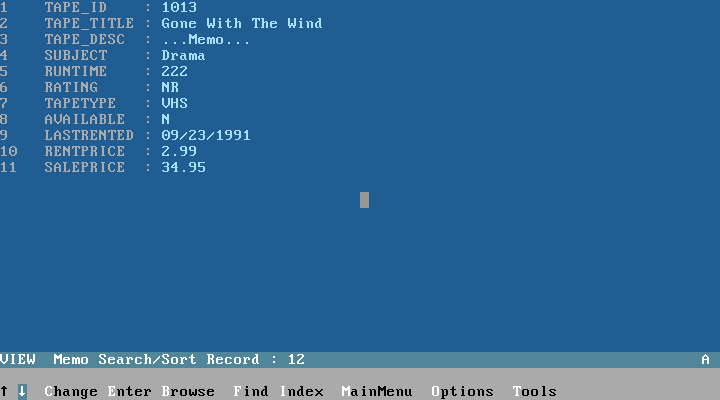 1    TAPE_ID    : 1013
2    TAPE_TITLE : Gone With The Wind
3    TAPE_DESC  : ...Memo...
4    SUBJECT    : Drama
5    RUNTIME    : 222
6    RATING     : NR
7    TAPETYPE   : VHS
8    AVAILABLE  : N
9    LASTRENTED : 09/23/1991
10   RENTPRICE  : 2.99
11   SALEPRICE  : 34.95
VIEW  Memo Search/Sort Record : 12    A
↑ ↓  Change Enter Browse  Find Index  MainMenu  Options  Tools